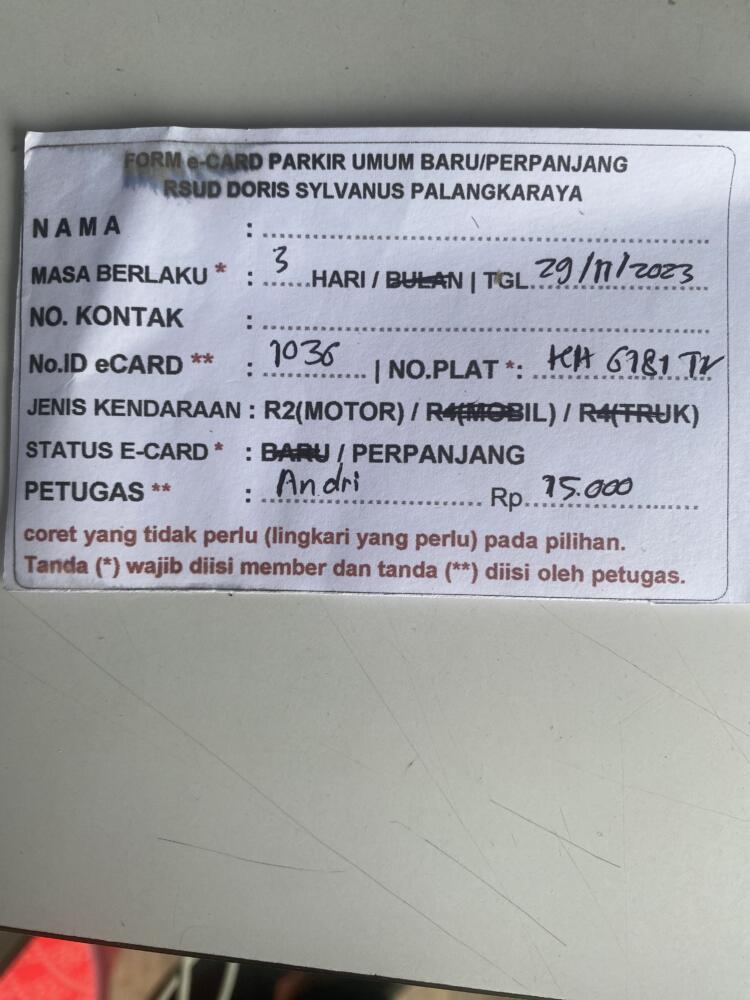 FORM e-CARD PARKIR UMUM BARU/PERPANJANG
RSUD DORIS SYLVANUS PALANGKARAYA
NAMA : ........................................
MASA BERLAKU * : 3 HARI / BULAN | TGL 29/11/2023
NO. KONTAK : ........................................
No.ID eCARD ** : 1036 | NO.PLAT *: KH 6781 TV
JENIS KENDARAAN : R2(MOTOR) / R4(MOBIL) / R4(TRUK)
STATUS E-CARD * : BARU / PERPANJANG
PETUGAS ** : Andri Rp. 15.000
coret yang tidak perlu (lingkari yang perlu) pada pilihan.
Tanda (*) wajib diisi member dan tanda (**) diisi oleh petugas.